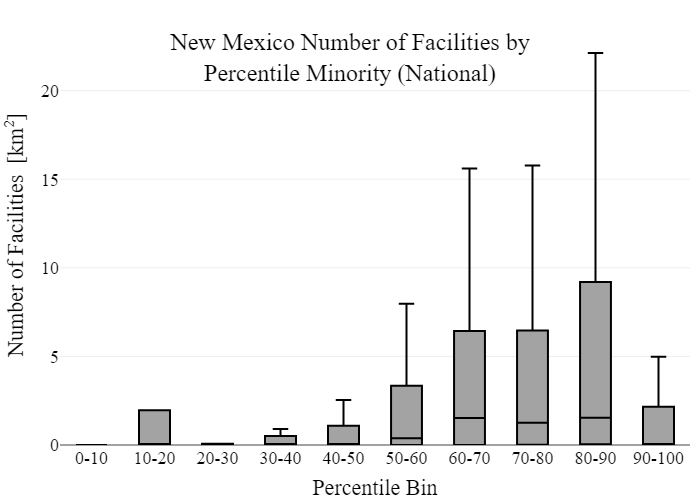 New Mexico Number of Facilities by
Percentile Minority (National)
Number of Facilities [km²]
20
15
10
5
0
0-10 10-20 20-30 30-40 40-50 50-60 60-70 70-80 80-90 90-100
Percentile Bin